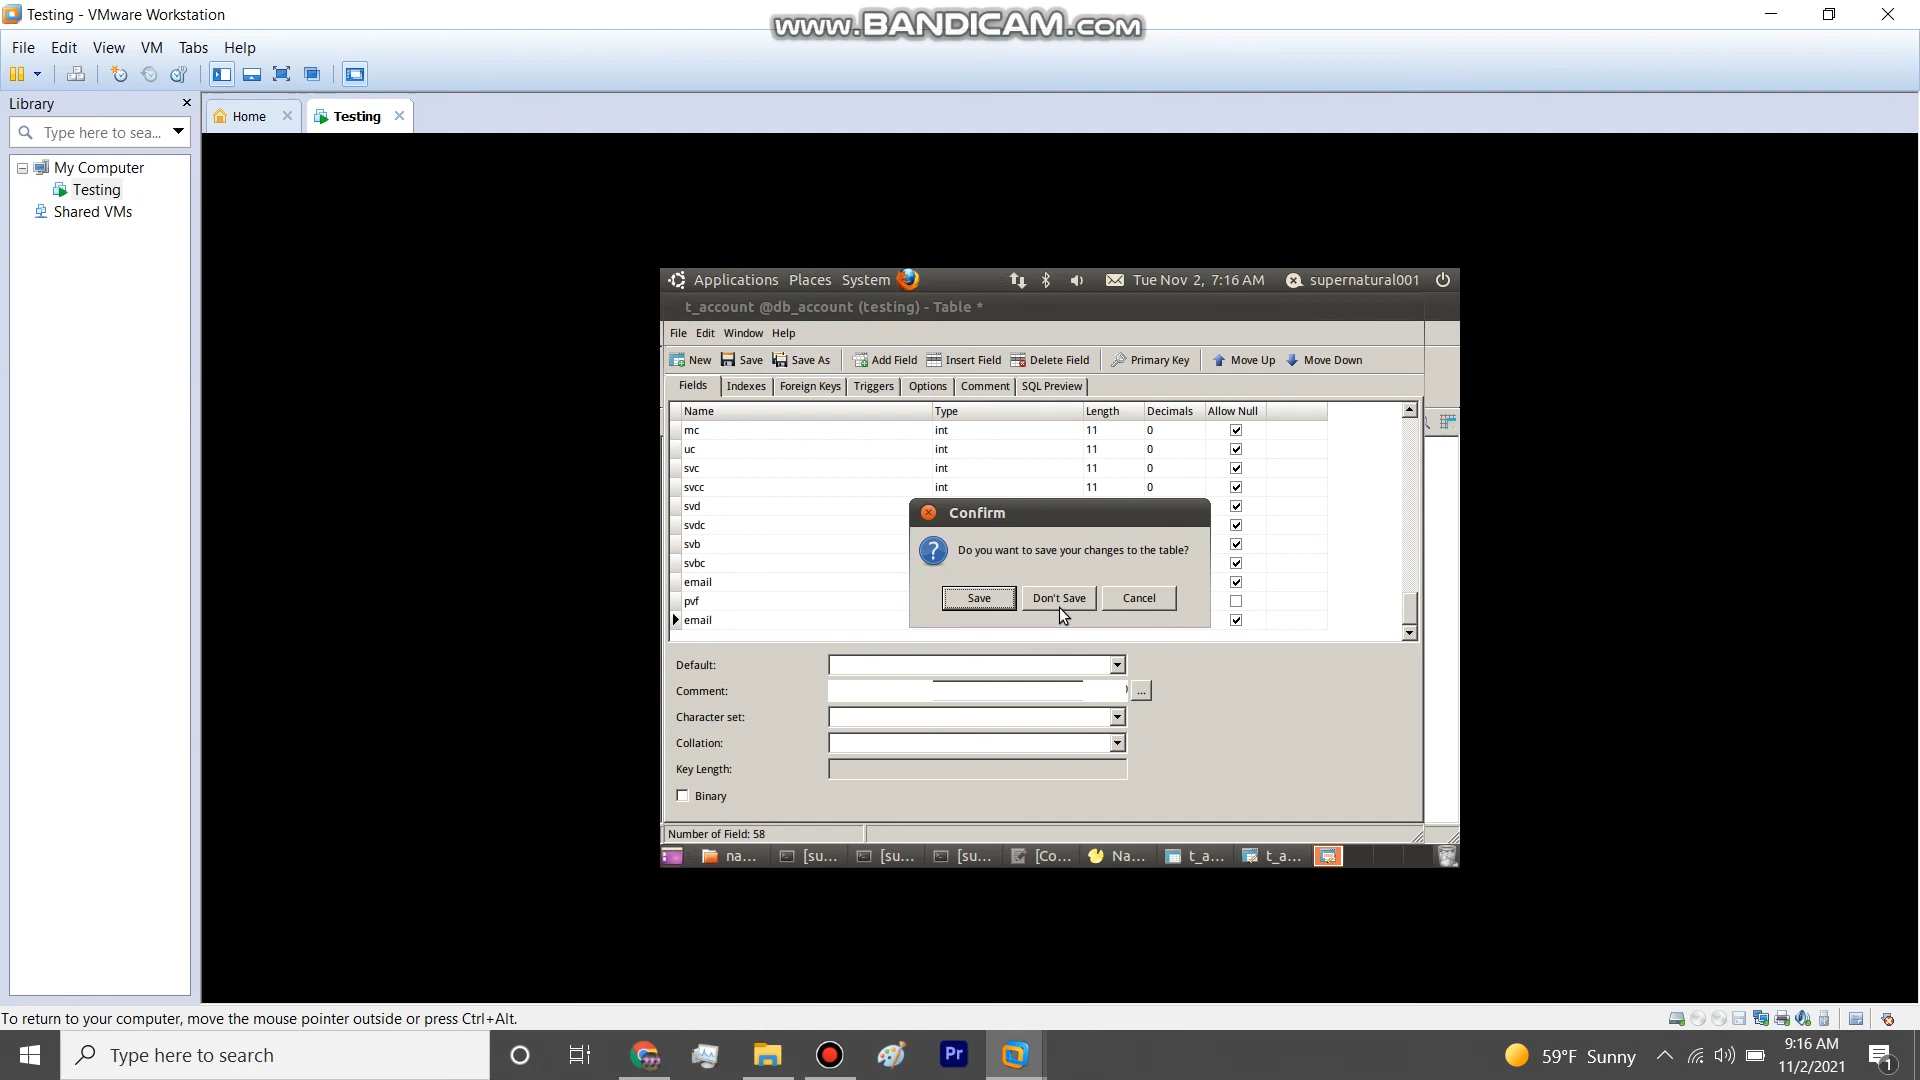 Testing - VMware Workstation
www.BANDICAM.com
File Edit View VM Tabs Help
Library
Home
Testing
Type here to sea...
My Computer
Testing
Shared VMs
Applications Places System
Tue Nov 2, 7:16 AM
supernatural001
t_account @db_account (testing) - Table *
File Edit Window Help
New Save Save As Add Field Insert Field Delete Field Primary Key Move Up Move Down
Fields Indexes Foreign Keys Triggers Options Comment SQL Preview
Name Type Length Decimals Allow Null
mc int 11 0
uc int 11 0
svc int 11 0
svcc int 11 0
svd
svdc
svb
svbc
email
pvf
email
Confirm
Do you want to save your changes to the table?
Save Don't Save Cancel
Default:
Comment:
...
Character set:
Collation:
Key Length:
Binary
Number of Field: 58
na... [su... [su... [su... [Co... Na... t_a... t_a...
To return to your computer, move the mouse pointer outside or press Ctrl+Alt.
Type here to search
Pr
59°F Sunny
9:16 AM
11/2/2021
1